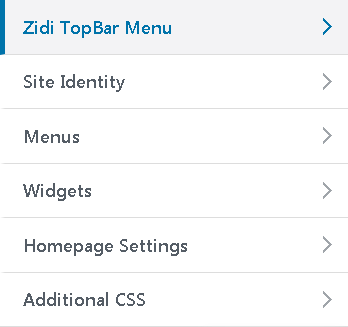 Zidi TopBar Menu
Site Identity
Menus
Widgets
Homepage Settings
Additional CSS